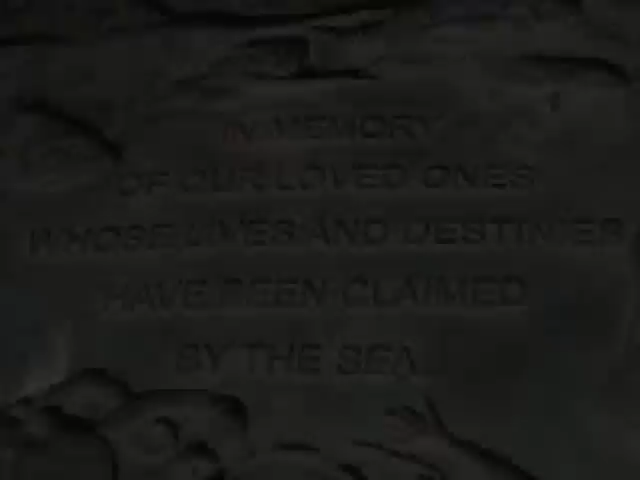 IN MEMORY
OF OUR LOVED ONES
WHOSE LIVES AND DESTINIES
HAVE BEEN CLAIMED
BY THE SEA